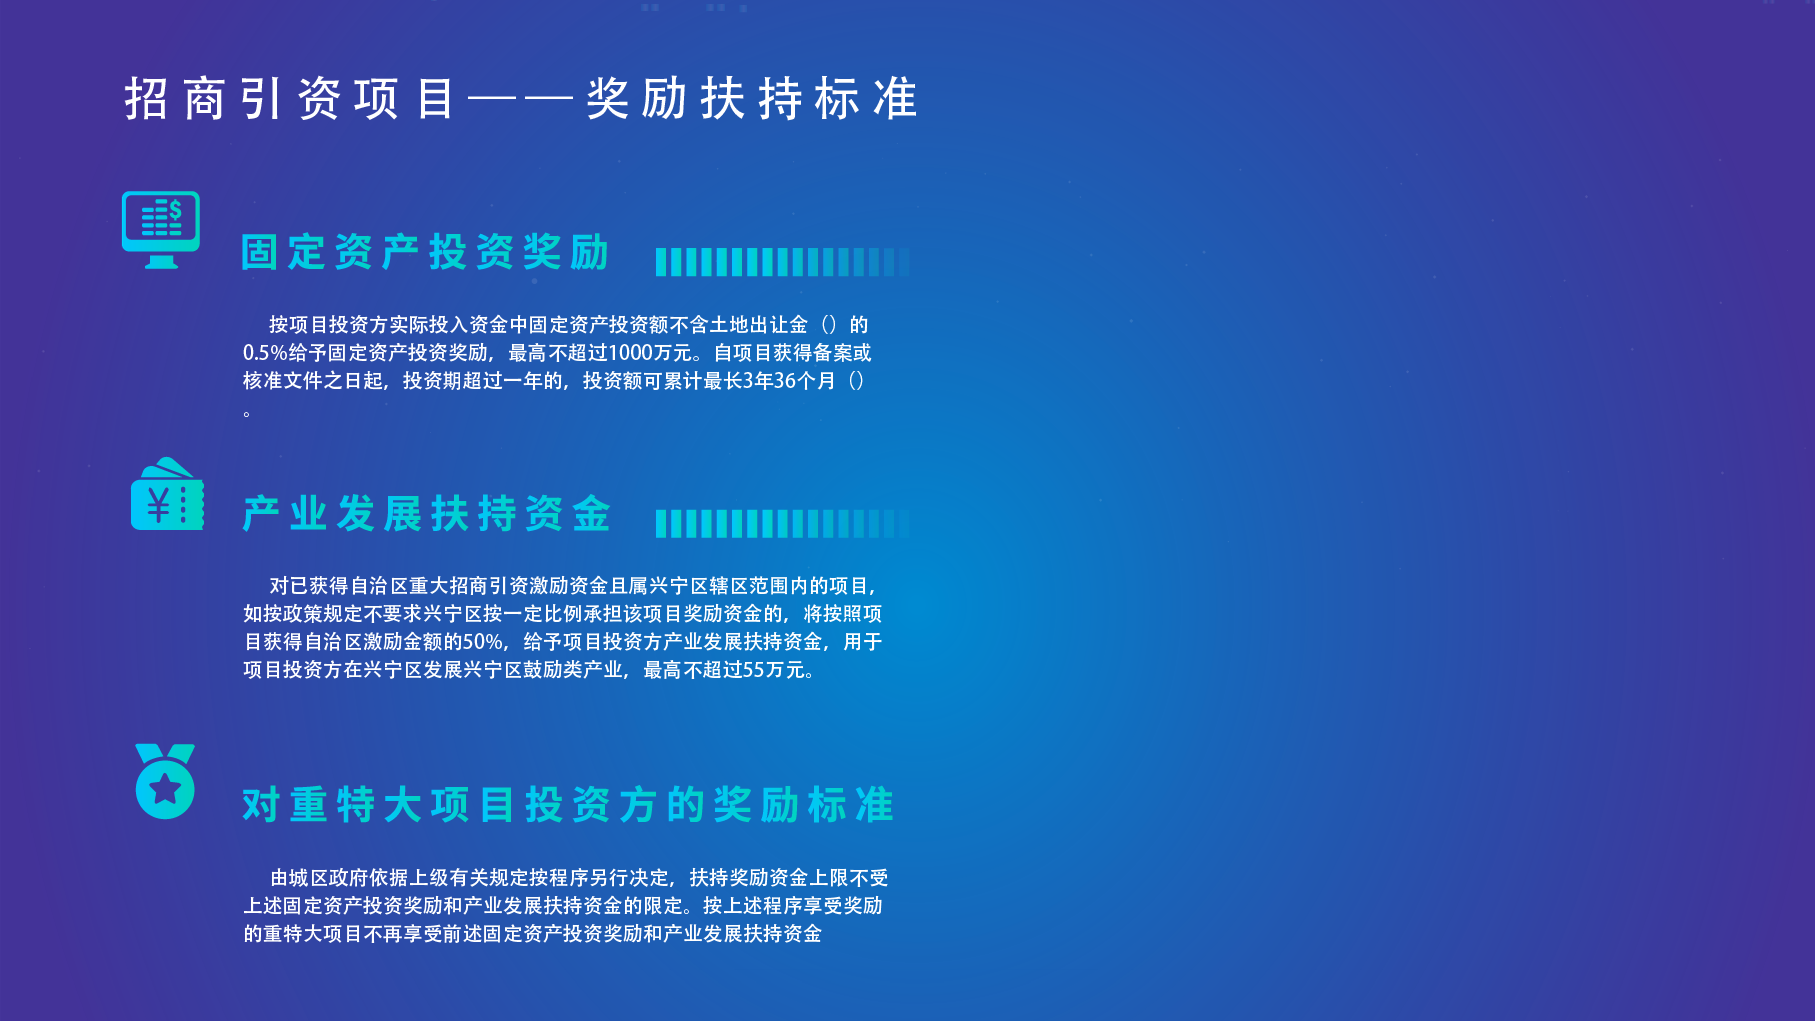 招商引资项目——奖励扶持标准
$
固定资产投资奖励
按项目投资方实际投入资金中固定资产投资额不含土地出让金（）的
0.5%给予固定资产投资奖励，最高不超过1000万元。自项目获得备案或
核准文件之日起，投资期超过一年的，投资额可累计最长3年36个月（）
。
¥
产业发展扶持资金
对已获得自治区重大招商引资激励资金且属兴宁区辖区范围内的项目，
如按政策规定不要求兴宁区按一定比例承担该项目奖励资金的，将按照项
目获得自治区激励金额的50%，给予项目投资方产业发展扶持资金，用于
项目投资方在兴宁区发展兴宁区鼓励类产业，最高不超过55万元。
对重特大项目投资方的奖励标准
由城区政府依据上级有关规定按程序另行决定，扶持奖励资金上限不受
上述固定资产投资奖励和产业发展扶持资金的限定。按上述程序享受奖励
的重特大项目不再享受前述固定资产投资奖励和产业发展扶持资金